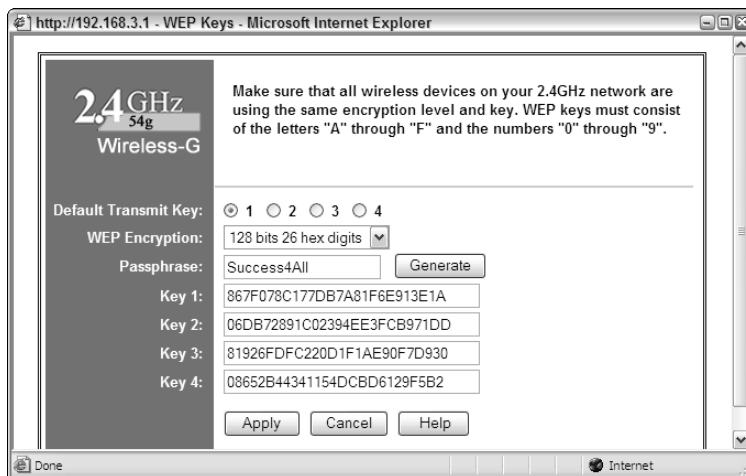 http://192.168.3.1 - WEP Keys - Microsoft Internet Explorer
2.4GHz
54g
Wireless-G
Make sure that all wireless devices on your 2.4GHz network are
using the same encryption level and key. WEP keys must consist
of the letters "A" through "F" and the numbers "0" through "9".
Default Transmit Key: 1 2 3 4
WEP Encryption: 128 bits 26 hex digits
Passphrase: Success4All Generate
Key 1: 867F078C177DB7A81F6E913E1A
Key 2: 06DB72891C02394EE3FCB971DD
Key 3: 81926FDFC220D1F1AE90F7D930
Key 4: 08652B44341154DCBD6129F5B2
Apply Cancel Help
Done Internet